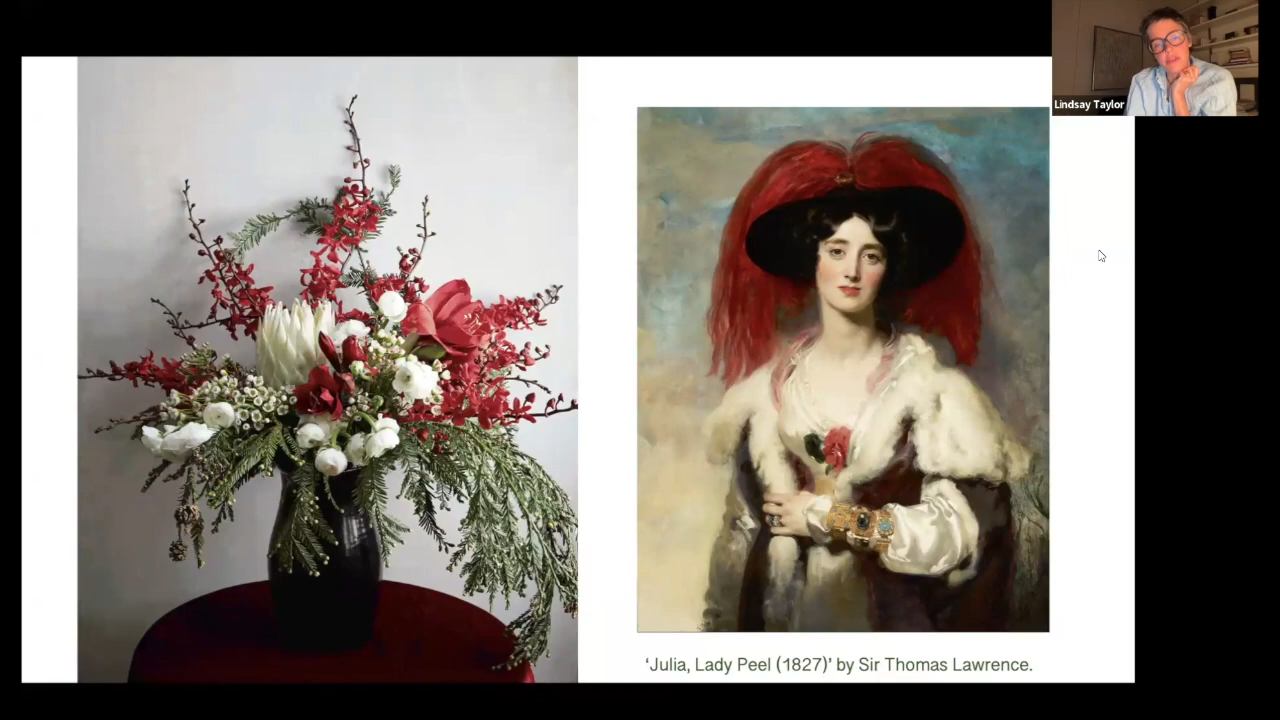 Lindsay Taylor
‘Julia, Lady Peel (1827)’ by Sir Thomas Lawrence.